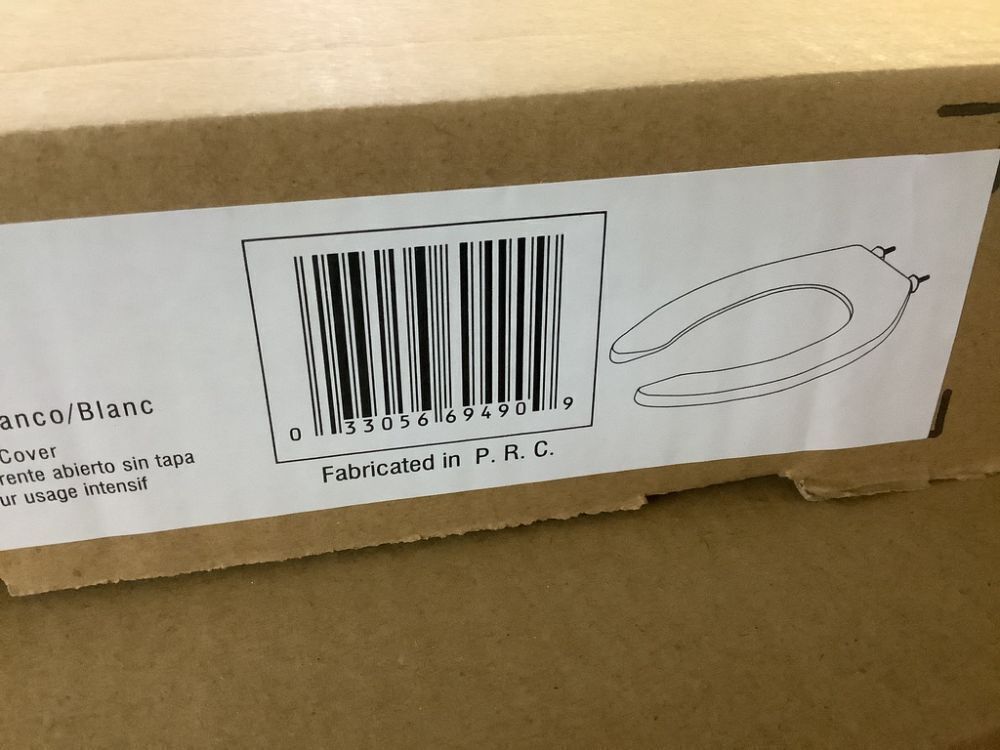 anco/Blanc
Cover
rente abierto sin tapa
ur usage intensif
0 33056 69490 9
Fabricated in P. R. C.